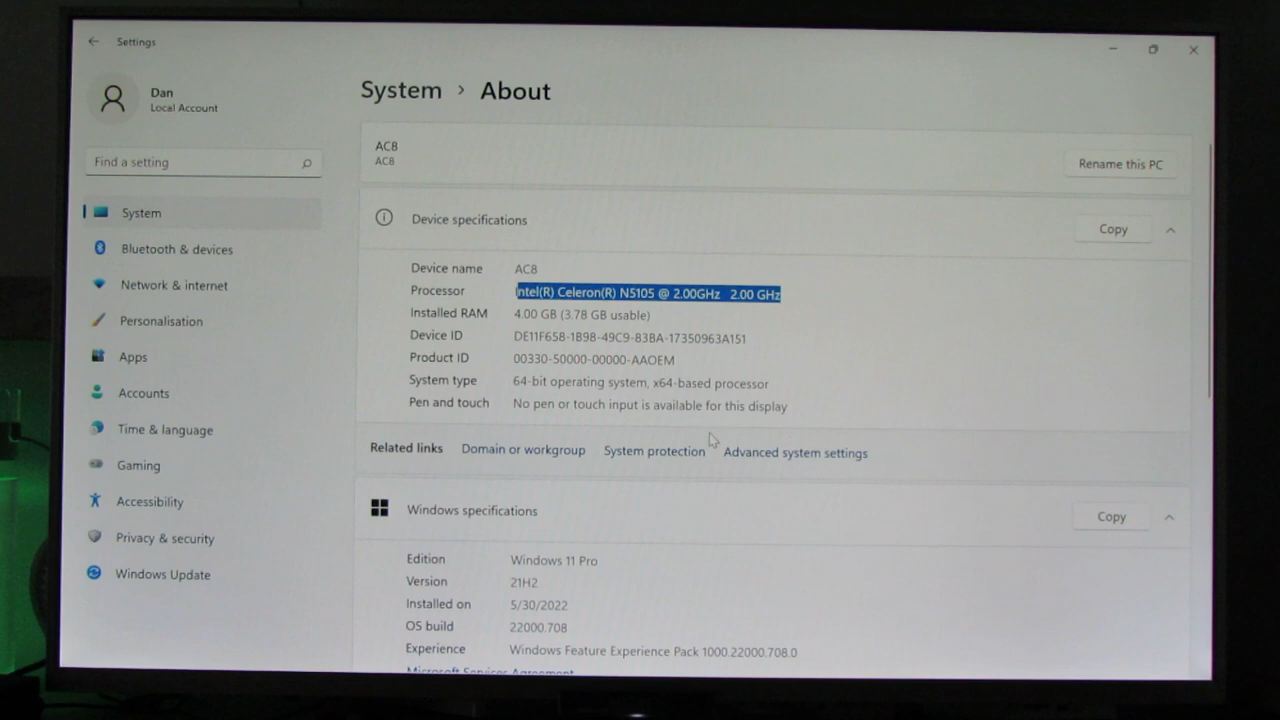 Settings
Dan
Local Account
Find a setting
System
Bluetooth & devices
Network & internet
Personalisation
Apps
Accounts
Time & language
Gaming
Accessibility
Privacy & security
Windows Update
System › About
AC8
AC8
Rename this PC
Device specifications
Copy
Device name AC8
Processor Intel(R) Celeron(R) N5105 @ 2.00GHz 2.00 GHz
Installed RAM 4.00 GB (3.78 GB usable)
Device ID DE11F658-1B98-49C9-83BA-17350963A151
Product ID 00330-50000-00000-AAOEM
System type 64-bit operating system, x64-based processor
Pen and touch No pen or touch input is available for this display
Related links Domain or workgroup System protection Advanced system settings
Windows specifications
Copy
Edition Windows 11 Pro
Version 21H2
Installed on 5/30/2022
OS build 22000.708
Experience Windows Feature Experience Pack 1000.22000.708.0
Microsoft Services Agreement